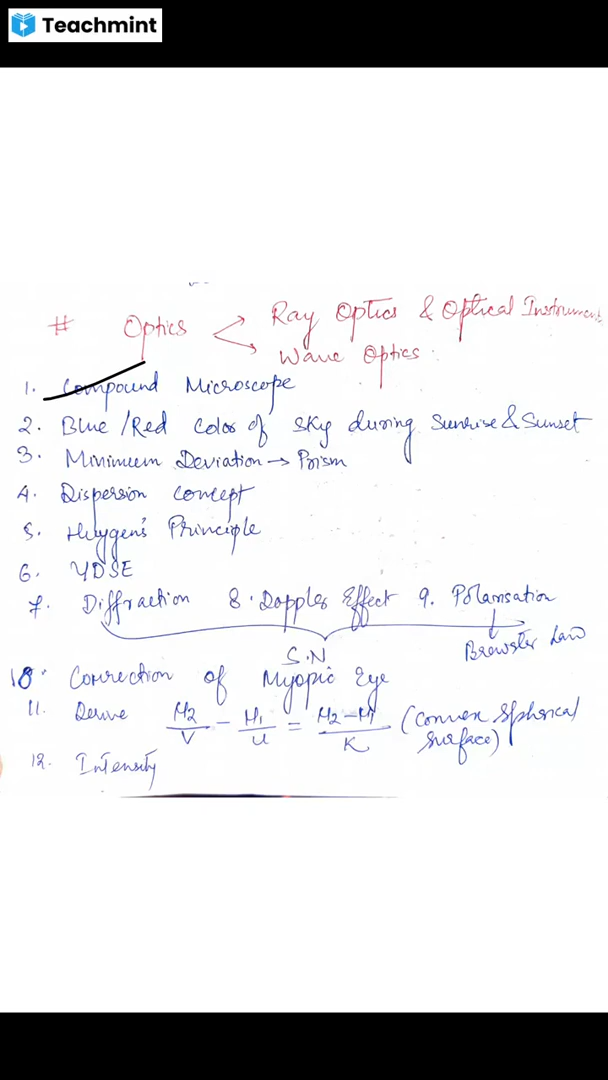 Teachmint
# Optics < Ray Optics & Optical Instruments
Wave Optics
1. Compound Microscope
2. Blue /Red Color of sky during Sunrise & Sunset
3. Minimum Deviation → Prism
4. Dispersion concept
5. Huygen's Principle
6. YDSE
7. Diffraction 8. Doppler Effect 9. Polarisation
S.N Brewster Law
10. Correction of Myopic Eye
11. Derive μ2/V - μ1/u = μ2-μ1/R (Convex Spherical Surface)
12. Intensity